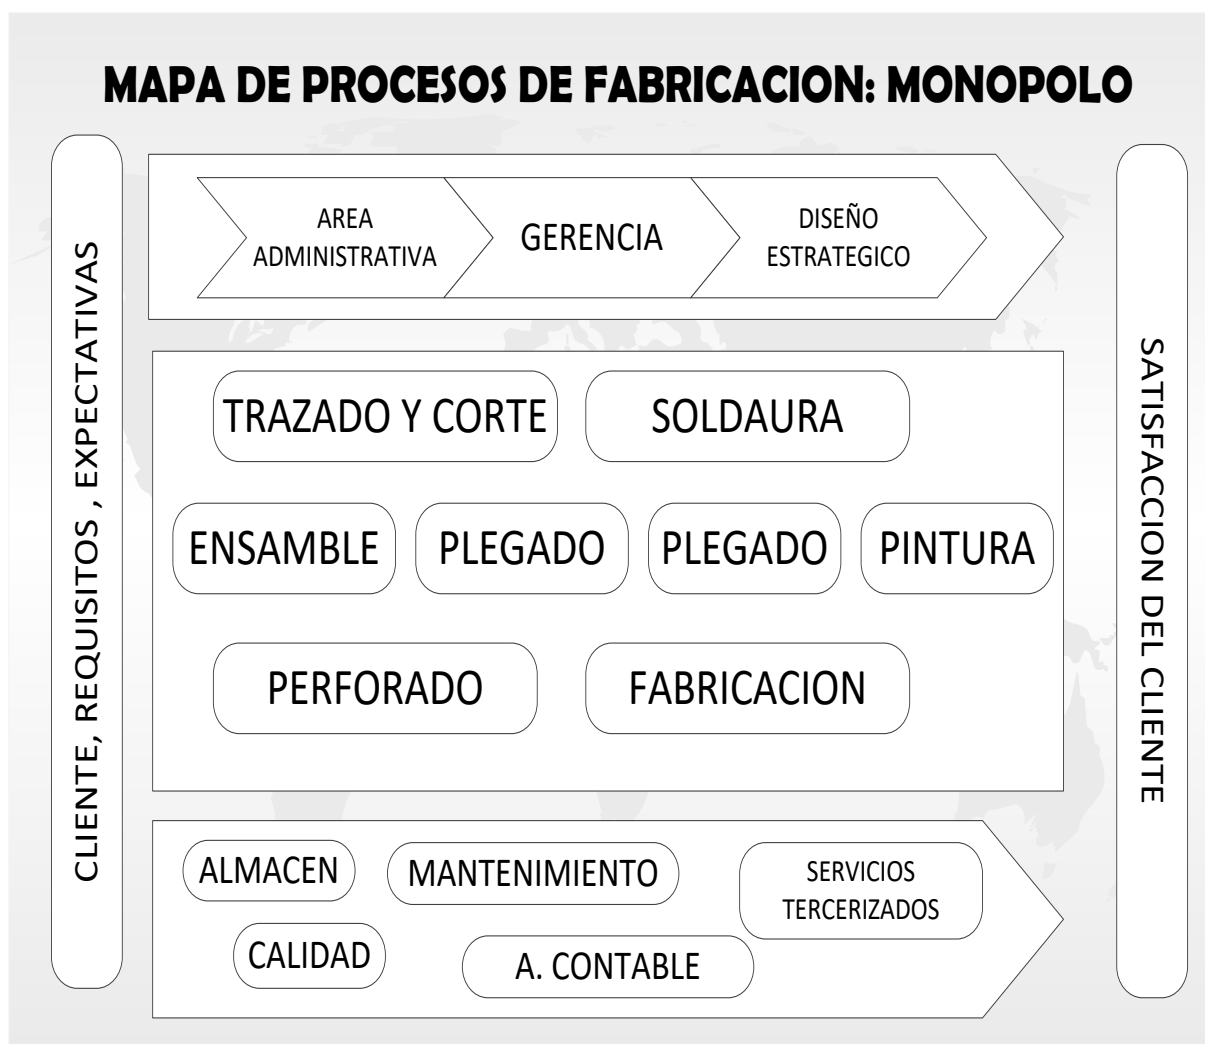 MAPA DE PROCESOS DE FABRICACION: MONOPOLO
CLIENTE, REQUISITOS , EXPECTATIVAS
AREA
ADMINISTRATIVA
GERENCIA
DISEÑO
ESTRATEGICO
TRAZADO Y CORTE
SOLDAURA
ENSAMBLE
PLEGADO
PLEGADO
PINTURA
PERFORADO
FABRICACION
ALMACEN
MANTENIMIENTO
SERVICIOS
TERCERIZADOS
CALIDAD
A. CONTABLE
SATISFACCION DEL CLIENTE